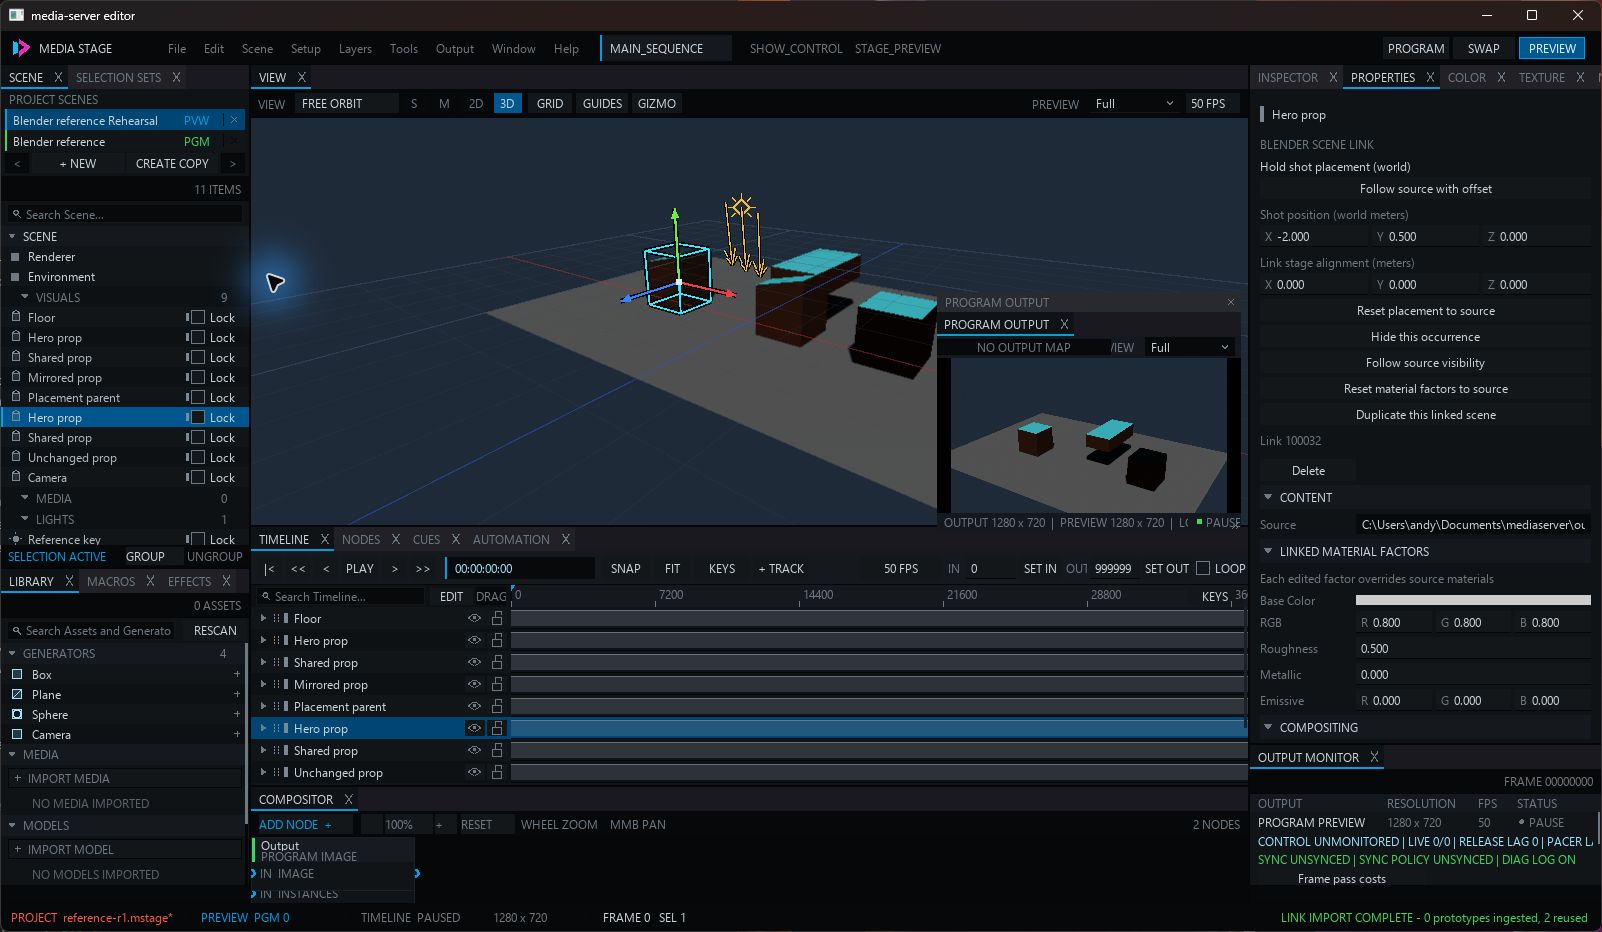 media-server editor
MEDIA STAGE File Edit Scene Setup Layers Tools Output Window Help MAIN_SEQUENCE SHOW_CONTROL STAGE_PREVIEW PROGRAM SWAP PREVIEW
SCENE X SELECTION SETS X
PROJECT SCENES
Blender reference Rehearsal PVW ×
Blender reference PGM
< + NEW CREATE COPY >
11 ITEMS
Search Scene...
SCENE
Renderer
Environment
VISUALS 9
Floor Lock
Hero prop Lock
Shared prop Lock
Mirrored prop Lock
Placement parent Lock
Hero prop Lock
Shared prop Lock
Unchanged prop Lock
Camera Lock
MEDIA 0
LIGHTS 1
Reference key Lock
SELECTION ACTIVE GROUP UNGROUP
LIBRARY X MACROS X EFFECTS X
0 ASSETS
Search Assets and Generato RESCAN
GENERATORS 4
Box +
Plane +
Sphere +
Camera +
MEDIA
+ IMPORT MEDIA
NO MEDIA IMPORTED
MODELS
+ IMPORT MODEL
NO MODELS IMPORTED
VIEW X
VIEW FREE ORBIT S M 2D 3D GRID GUIDES GIZMO PREVIEW Full 50 FPS
PROGRAM OUTPUT ×
PROGRAM OUTPUT X
NO OUTPUT MAP VIEW Full
OUTPUT 1280 x 720 | PREVIEW 1280 x 720 | LC PAUSE
TIMELINE X NODES X CUES X AUTOMATION X
|< << < PLAY > >> 00:00:00:00 SNAP FIT KEYS + TRACK 50 FPS IN 0 SET IN OUT 999999 SET OUT LOOP
Search Timeline... EDIT DRAG 0 7200 14400 21600 28800 KEYS 360
Floor
Hero prop
Shared prop
Mirrored prop
Placement parent
Hero prop
Shared prop
Unchanged prop
COMPOSITOR X
ADD NODE + 100% + RESET WHEEL ZOOM MMB PAN 2 NODES
Output
PROGRAM IMAGE
IN IMAGE
IN INSTANCES
INSPECTOR X PROPERTIES X COLOR X TEXTURE X
Hero prop
BLENDER SCENE LINK
Hold shot placement (world)
Follow source with offset
Shot position (world meters)
X -2.000 Y 0.500 Z 0.000
Link stage alignment (meters)
X 0.000 Y 0.000 Z 0.000
Reset placement to source
Hide this occurrence
Follow source visibility
Reset material factors to source
Duplicate this linked scene
Link 100032
Delete
CONTENT
Source C:\Users\andy\Documents\mediaserver\ou
LINKED MATERIAL FACTORS
Each edited factor overrides source materials
Base Color
RGB R 0.800 G 0.800 B 0.800
Roughness 0.500
Metallic 0.000
Emissive R 0.000 G 0.000 B 0.000
COMPOSITING
OUTPUT MONITOR X
FRAME 00000000
OUTPUT RESOLUTION FPS STATUS
PROGRAM PREVIEW 1280 x 720 50 PAUSE
CONTROL UNMONITORED | LIVE 0/0 | RELEASE LAG 0 | PACER LA
SYNC UNSYNCED | SYNC POLICY UNSYNCED | DIAG LOG ON
Frame pass costs
PROJECT reference-r1.mstage* PREVIEW PGM 0 TIMELINE PAUSED 1280 x 720 FRAME 0 SEL 1 LINK IMPORT COMPLETE - 0 prototypes ingested, 2 reused